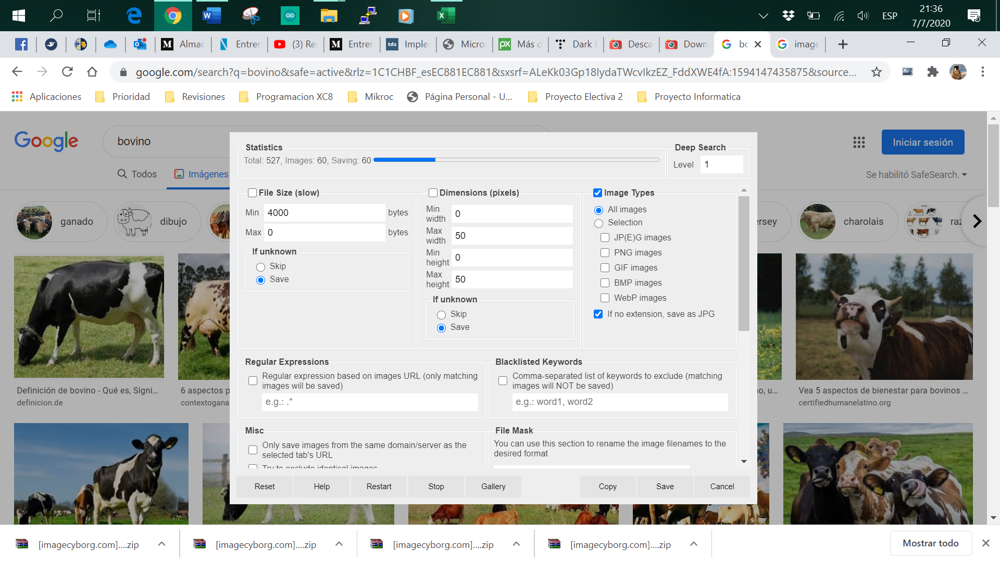 ESP
21:36
7/7/2020
Almac
Entrer
(3) Re
Entrer
tds
Impler
Micro
px
Más d
Dark
Desca
Down
bo
image
google.com/search?q=bovino&safe=active&rlz=1C1CHBF_esEC881EC881&sxsrf=ALeKk03Gp18IydaTWcvIkzEZ_FddXWE4fA:1594147435875&source...
Aplicaciones
Prioridad
Revisiones
Programacion XC8
Mikroc
Página Personal - U...
Proyecto Electiva 2
Proyecto Informatica
Google
bovino
Iniciar sesión
Todos
Imágenes
Se habilitó SafeSearch.
ganado
dibujo
ersey
charolais
raz
Statistics
Total: 527, Images: 60, Saving: 60
Deep Search
Level 1
File Size (slow)
Min 4000 bytes
Max 0 bytes
If unknown
Skip
Save
Dimensions (pixels)
Min width 0
Max width 50
Min height 0
Max height 50
If unknown
Skip
Save
Image Types
All images
Selection
JP(E)G images
PNG images
GIF images
BMP images
WebP images
If no extension, save as JPG
Regular Expressions
Regular expression based on images URL (only matching
images will be saved)
e.g.: .*
Blacklisted Keywords
Comma-separated list of keywords to exclude (matching
images will NOT be saved)
e.g.: word1, word2
Misc
Only save images from the same domain/server as the
selected tab's URL
Try to exclude identical images
File Mask
You can use this section to rename the image filenames to the
desired format
Reset
Help
Restart
Stop
Gallery
Copy
Save
Cancel
Definición de bovino - Qué es, Signi...
definicion.de
6 aspectos p
contextogana
o, u...
Vea 5 aspectos de bienestar para bovinos ...
certifiedhumanelatino.org
[imagecyborg.com]....zip
[imagecyborg.com]....zip
[imagecyborg.com]....zip
[imagecyborg.com]....zip
Mostrar todo